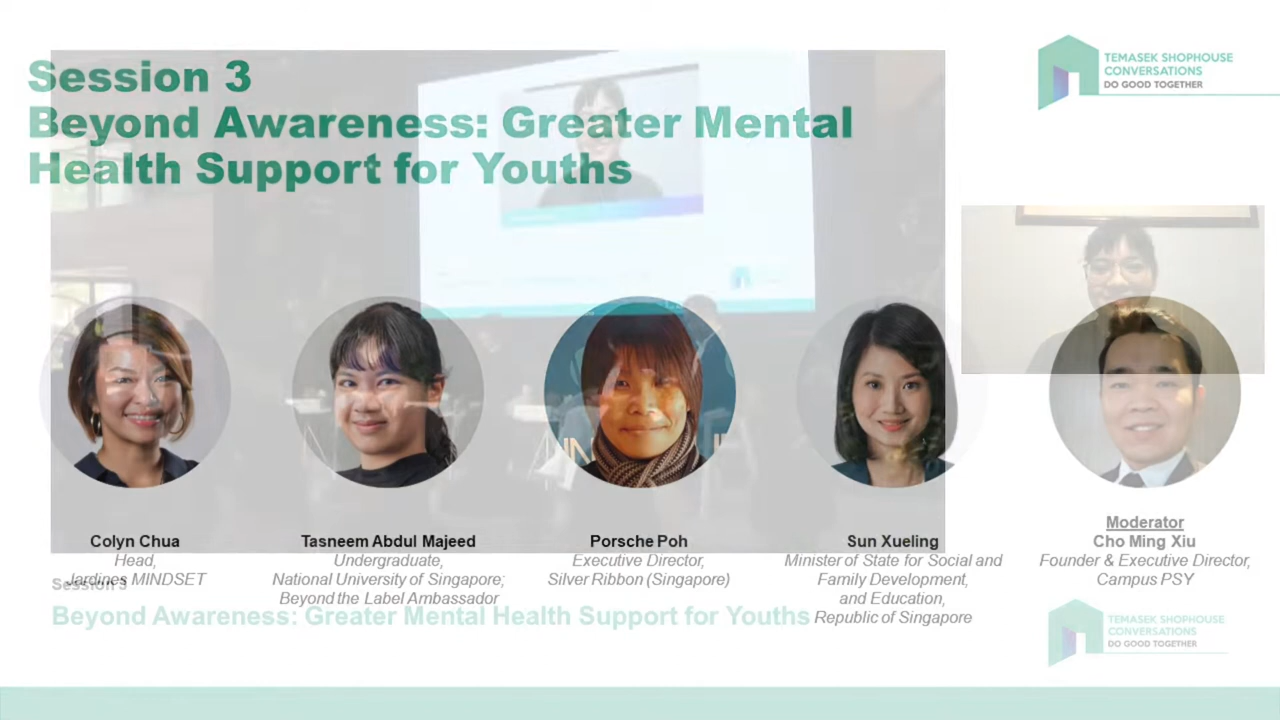 Session 3
Beyond Awareness: Greater Mental
Health Support for Youths
TEMASEK SHOPHOUSE
CONVERSATIONS
DO GOOD TOGETHER
Colyn Chua
Head,
Jardines MINDSET
Tasneem Abdul Majeed
Undergraduate,
National University of Singapore;
Beyond the Label Ambassador
Porsche Poh
Executive Director,
Silver Ribbon (Singapore)
Sun Xueling
Minister of State for Social and
Family Development,
and Education,
Republic of Singapore
Moderator
Cho Ming Xiu
Founder & Executive Director,
Campus PSY
Session 3
Beyond Awareness: Greater Mental Health Support for Youths
TEMASEK SHOPHOUSE
CONVERSATIONS
DO GOOD TOGETHER